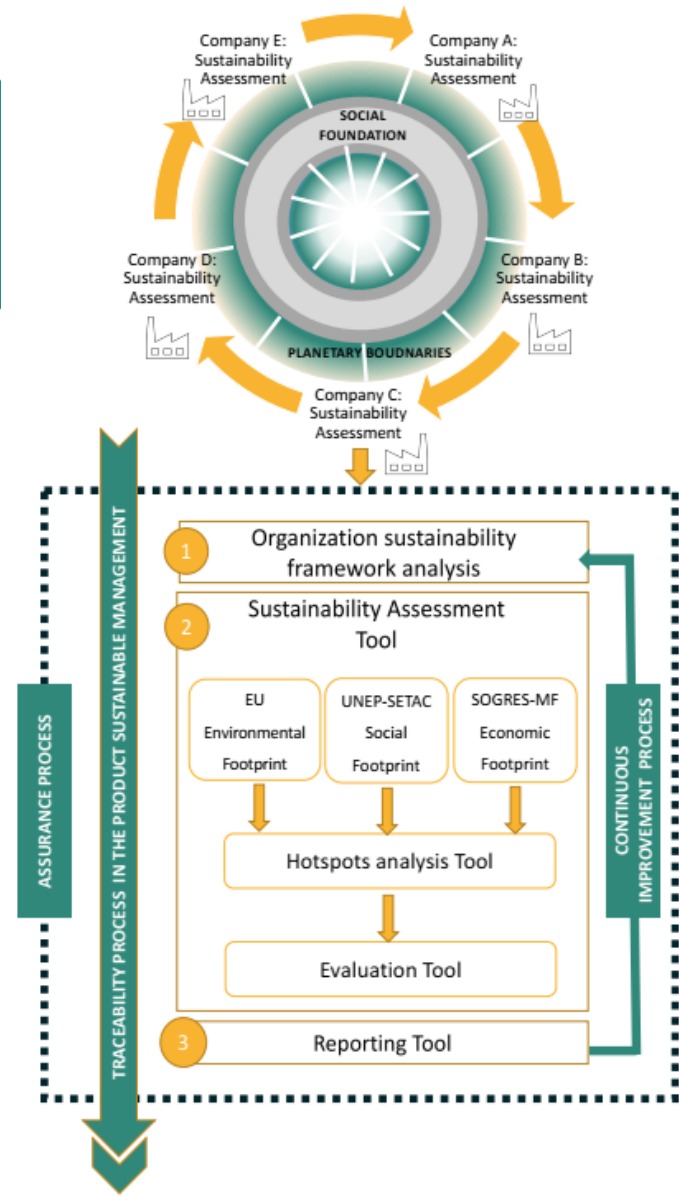 Company E:
Sustainability
Assessment
Company A:
Sustainability
Assessment
SOCIAL
FOUNDATION
Company D:
Sustainability
Assessment
Company B:
Sustainability
Assessment
PLANETARY BOUDNARIES
Company C:
Sustainability
Assessment
TRACEABILITY PROCESS IN THE PRODUCT SUSTAINABLE MANAGEMENT
ASSURANCE PROCESS
1
Organization sustainability
framework analysis
2
Sustainability Assessment
Tool
EU
Environmental
Footprint
UNEP-SETAC
Social
Footprint
SOGRES-MF
Economic
Footprint
Hotspots analysis Tool
Evaluation Tool
3
Reporting Tool
CONTINUOUS
IMPROVEMENT PROCESS